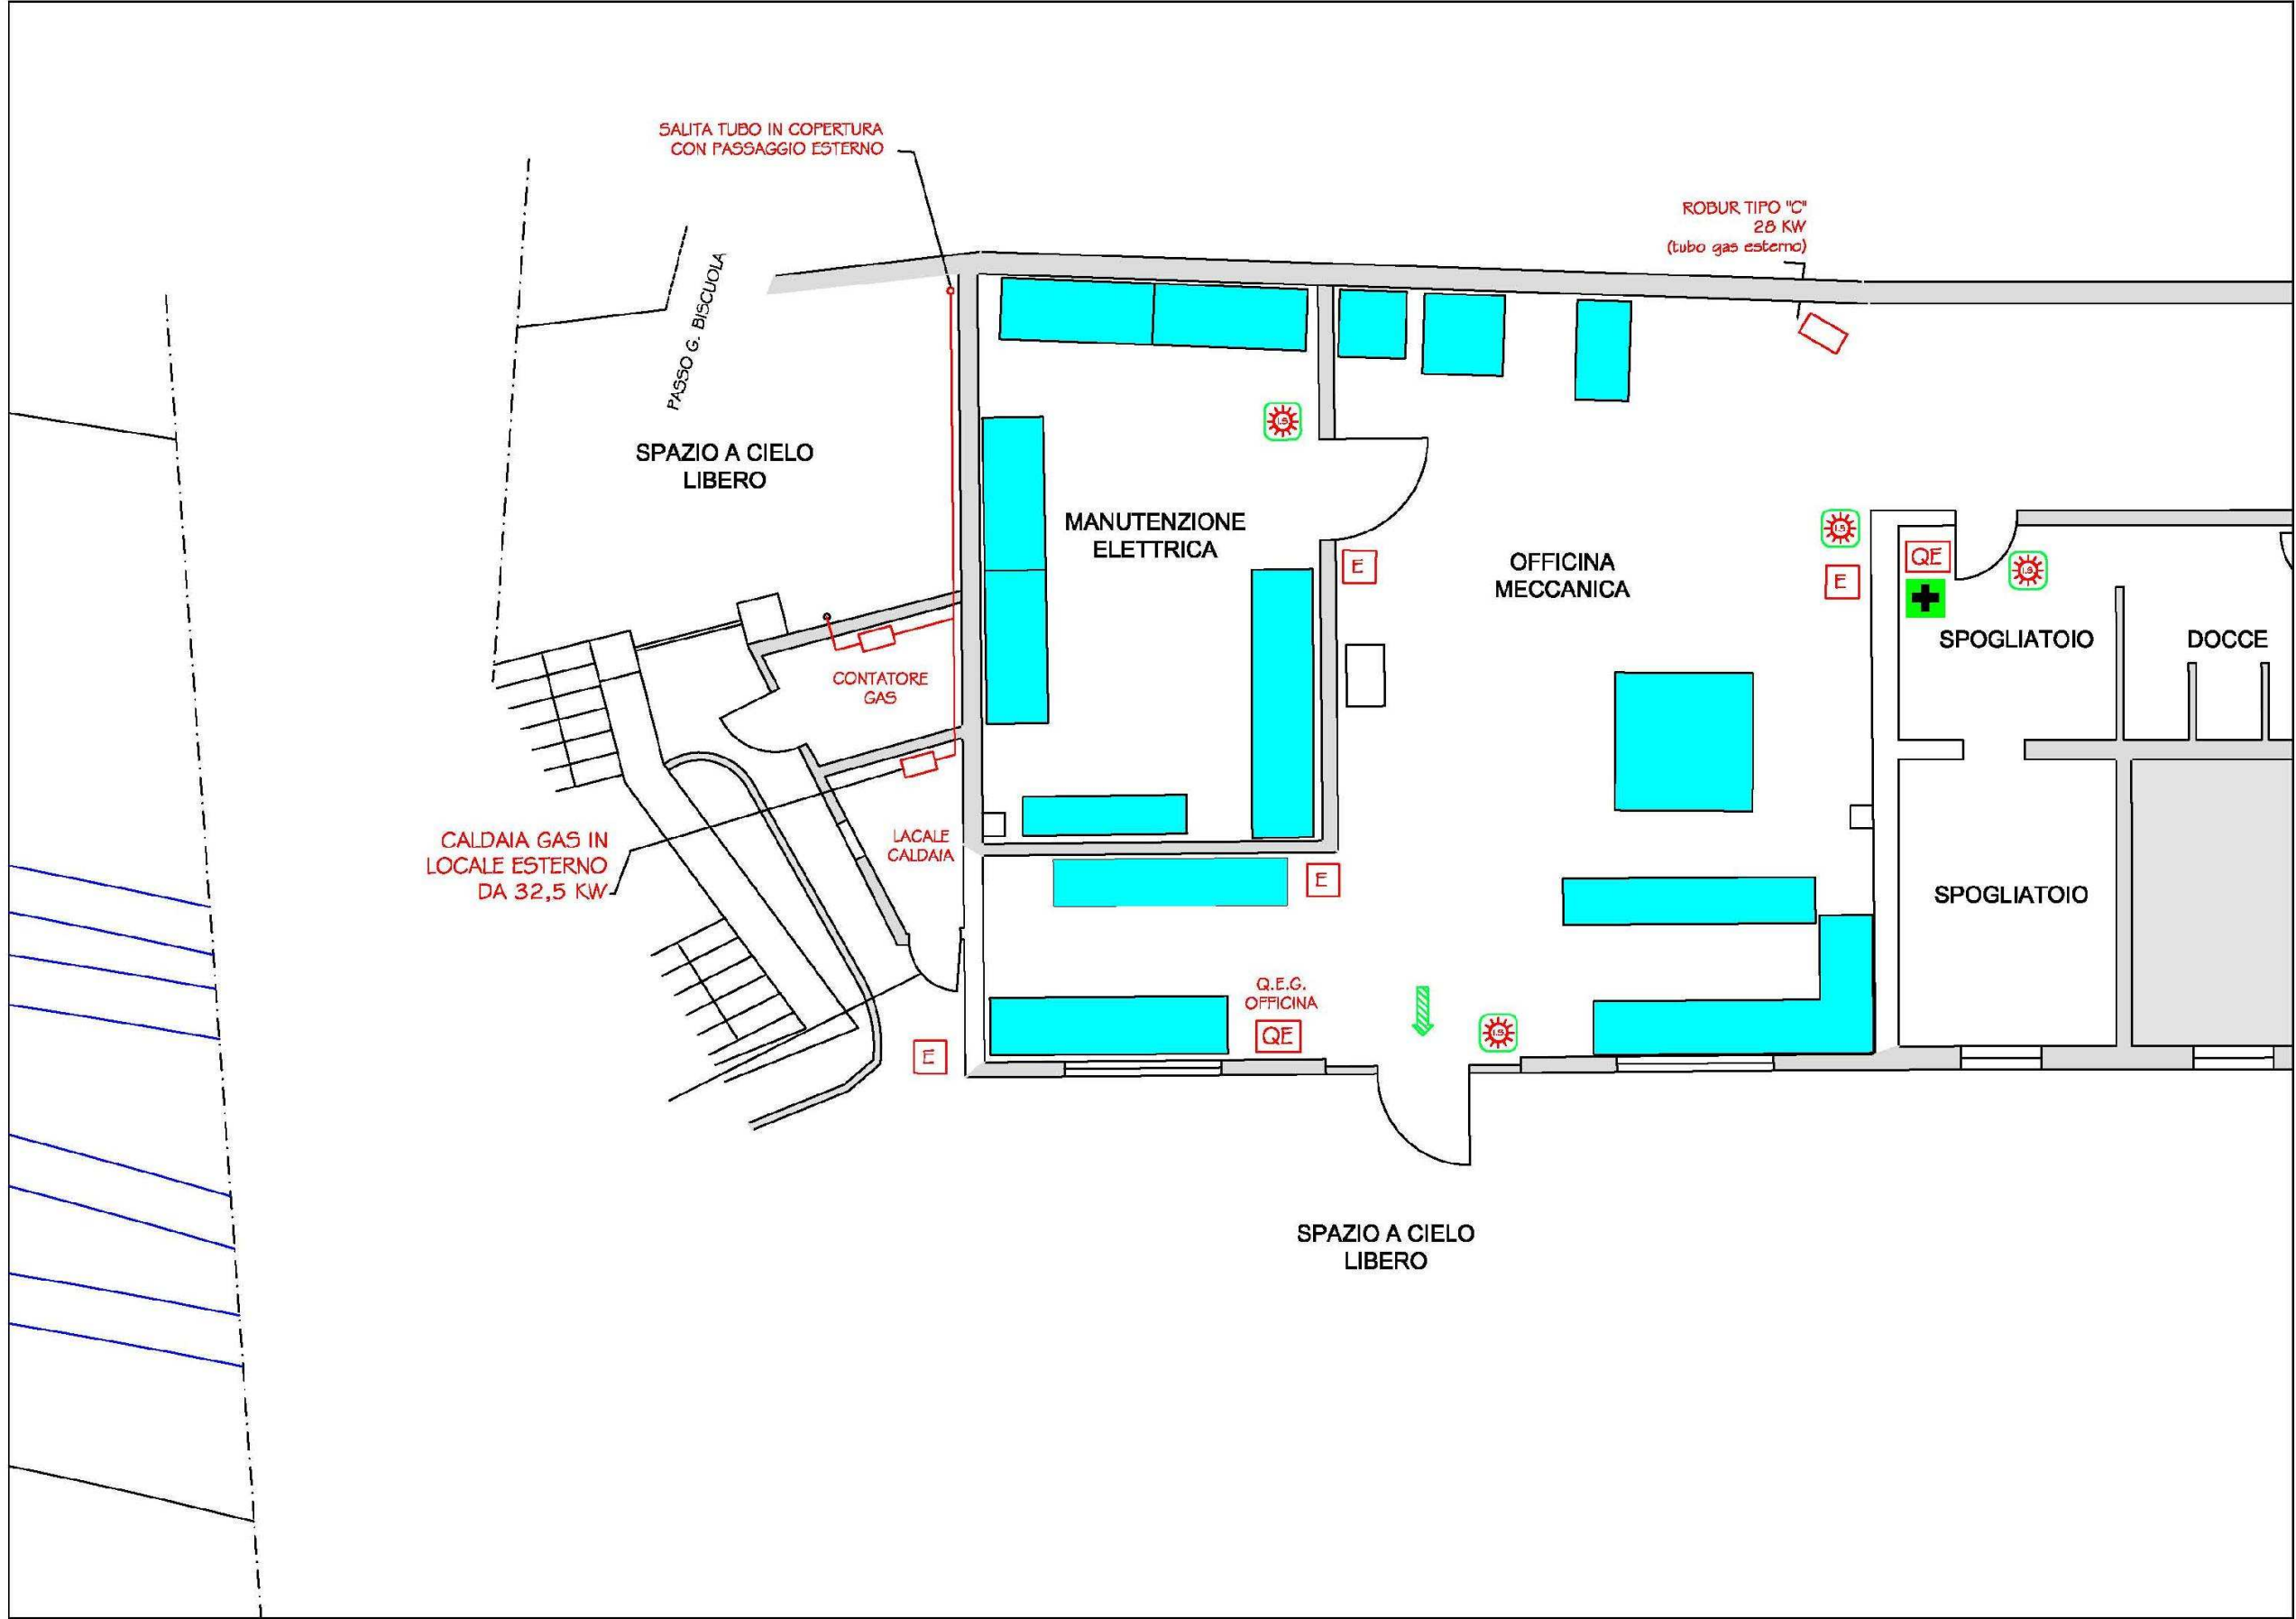 SALITA TUBO IN COPERTURA
CON PASSAGGIO ESTERNO
ROBUR TIPO "C"
28 KW
(tubo gas esterno)
PASSO G. BISCUOLA
SPAZIO A CIELO
LIBERO
I.S
MANUTENZIONE
ELETTRICA
OFFICINA
MECCANICA
E
I.S
E
QE
I.S
SPOGLIATOIO
DOCCE
CONTATORE
GAS
LACALE
CALDAIA
CALDAIA GAS IN
LOCALE ESTERNO
DA 32,5 KW
E
SPOGLIATOIO
Q.E.G.
OFFICINA
QE
I.S
E
SPAZIO A CIELO
LIBERO